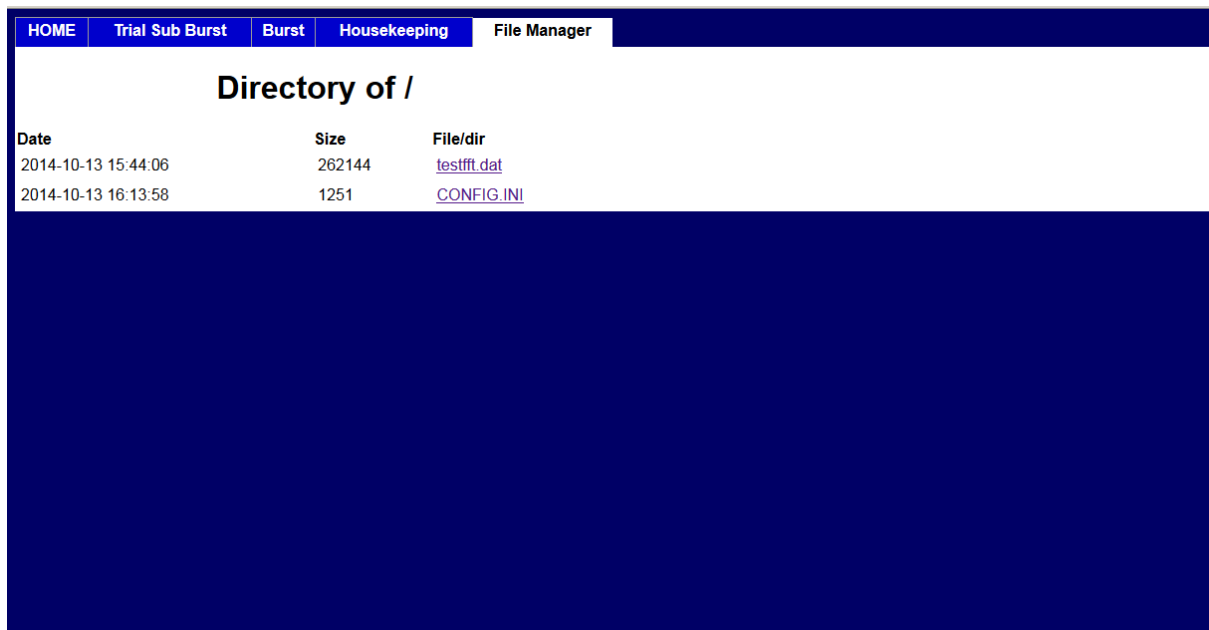 HOME Trial Sub Burst Burst Housekeeping File Manager
Directory of /
Date Size File/dir
2014-10-13 15:44:06 262144 testfft.dat
2014-10-13 16:13:58 1251 CONFIG.INI